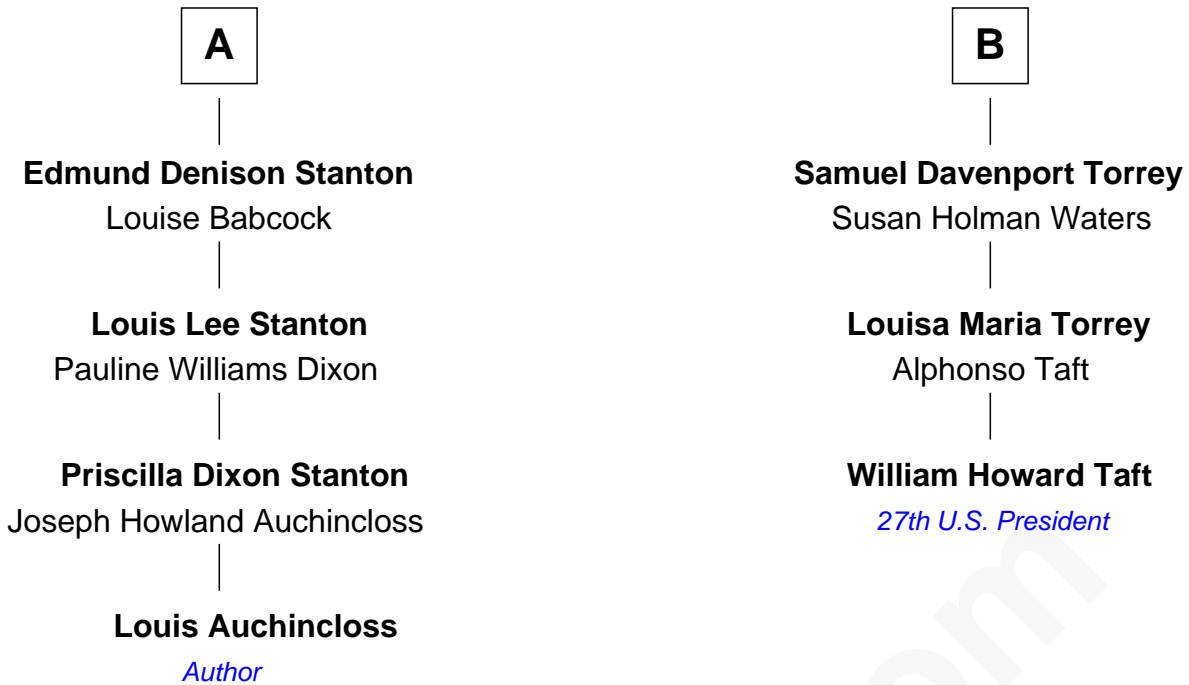 A
Edmund Denison Stanton
Louise Babcock
Louis Lee Stanton
Pauline Williams Dixon
Priscilla Dixon Stanton
Joseph Howland Auchincloss
Louis Auchincloss
Author
B
Samuel Davenport Torrey
Susan Holman Waters
Louisa Maria Torrey
Alphonso Taft
William Howard Taft
27th U.S. President
om